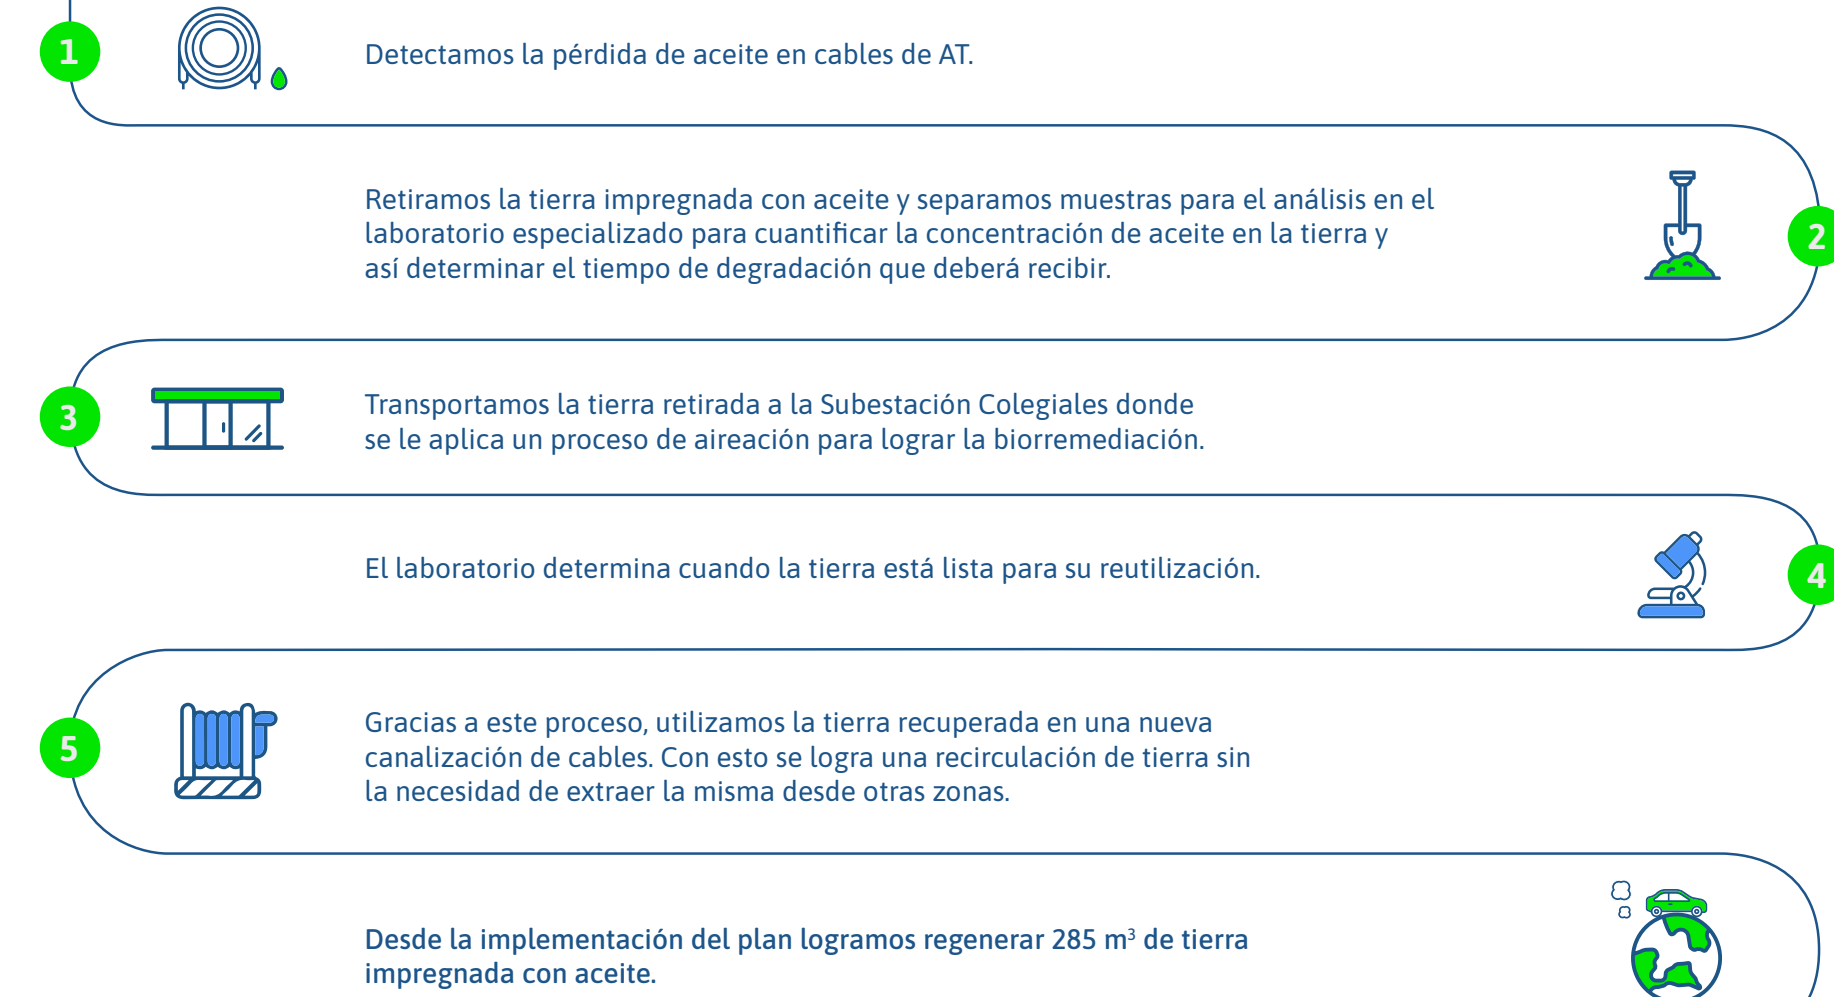 1
Detectamos la pérdida de aceite en cables de AT.
Retiramos la tierra impregnada con aceite y separamos muestras para el análisis en el
laboratorio especializado para cuantificar la concentración de aceite en la tierra y
así determinar el tiempo de degradación que deberá recibir.
2
3
Transportamos la tierra retirada a la Subestación Colegiales donde
se le aplica un proceso de aireación para lograr la biorremediación.
El laboratorio determina cuando la tierra está lista para su reutilización.
4
5
Gracias a este proceso, utilizamos la tierra recuperada en una nueva
canalización de cables. Con esto se logra una recirculación de tierra sin
la necesidad de extraer la misma desde otras zonas.
Desde la implementación del plan logramos regenerar 285 m³ de tierra
impregnada con aceite.